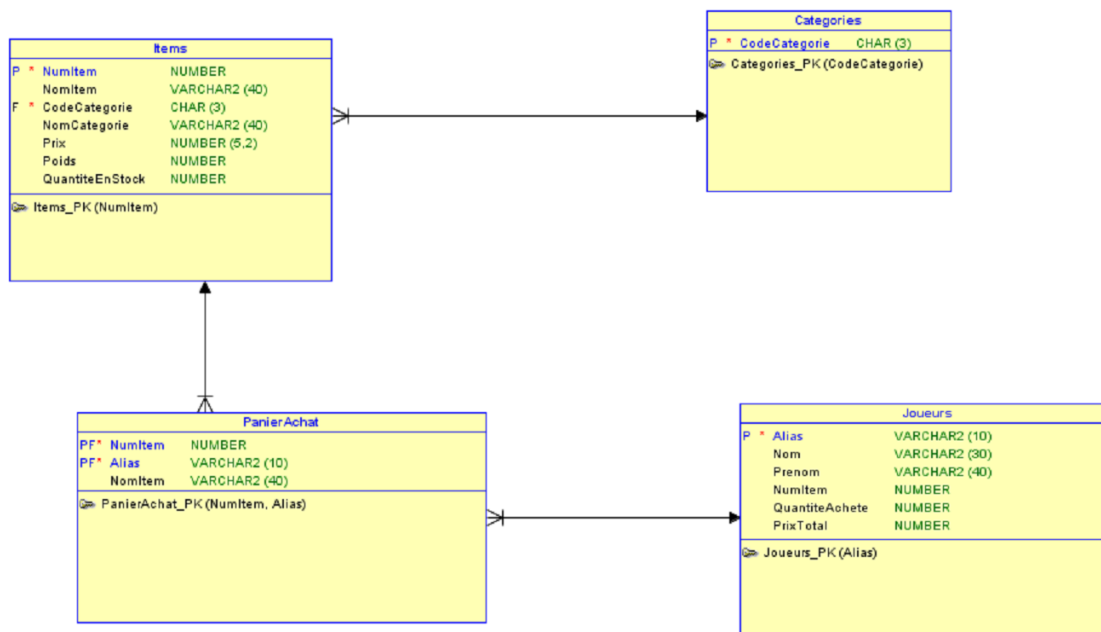 Categories
P * CodeCategorie CHAR (3)
Categories_PK (CodeCategorie)
Items
P * NumItem NUMBER
NomItem VARCHAR2 (40)
F * CodeCategorie CHAR (3)
NomCategorie VARCHAR2 (40)
Prix NUMBER (5,2)
Poids NUMBER
QuantiteEnStock NUMBER
Items_PK (NumItem)
PanierAchat
PF* NumItem NUMBER
PF* Alias VARCHAR2 (10)
NomItem VARCHAR2 (40)
PanierAchat_PK (NumItem, Alias)
Joueurs
P * Alias VARCHAR2 (10)
Nom VARCHAR2 (30)
Prenom VARCHAR2 (40)
NumItem NUMBER
QuantiteAchete NUMBER
PrixTotal NUMBER
Joueurs_PK (Alias)